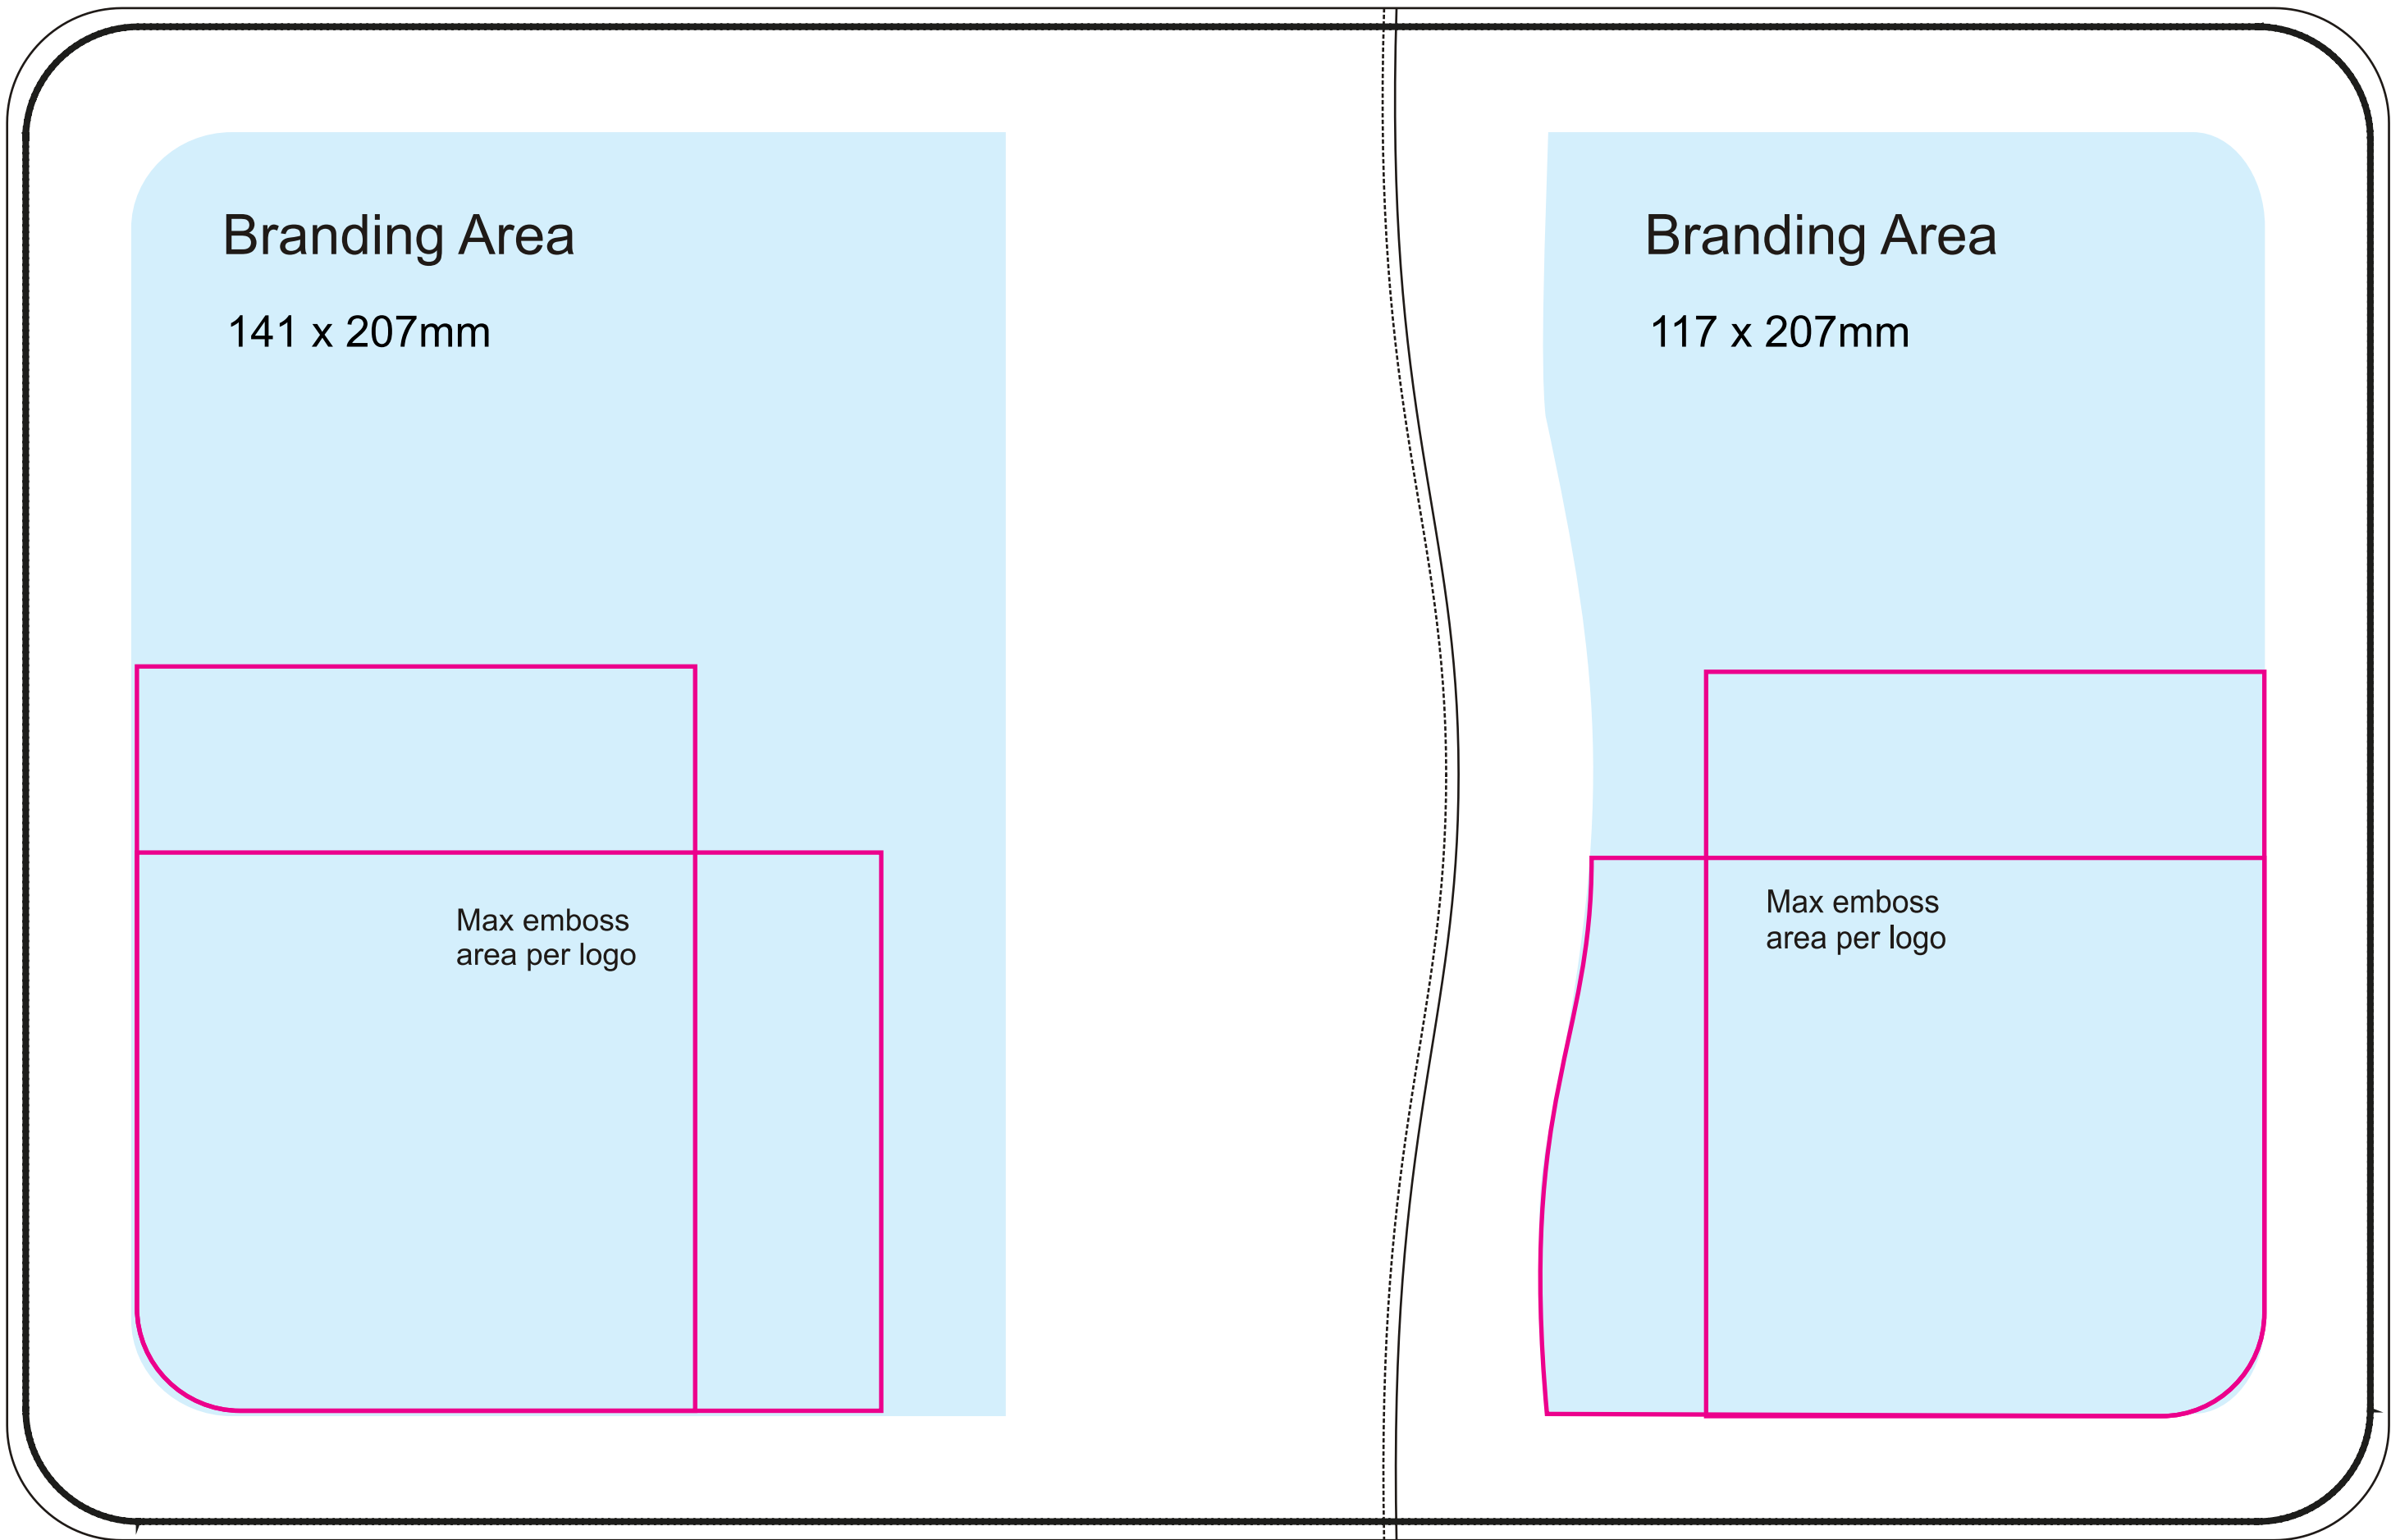 Branding Area
141 x 207mm
Max emboss
area per logo
Branding Area
117 x 207mm
Max emboss
area per logo